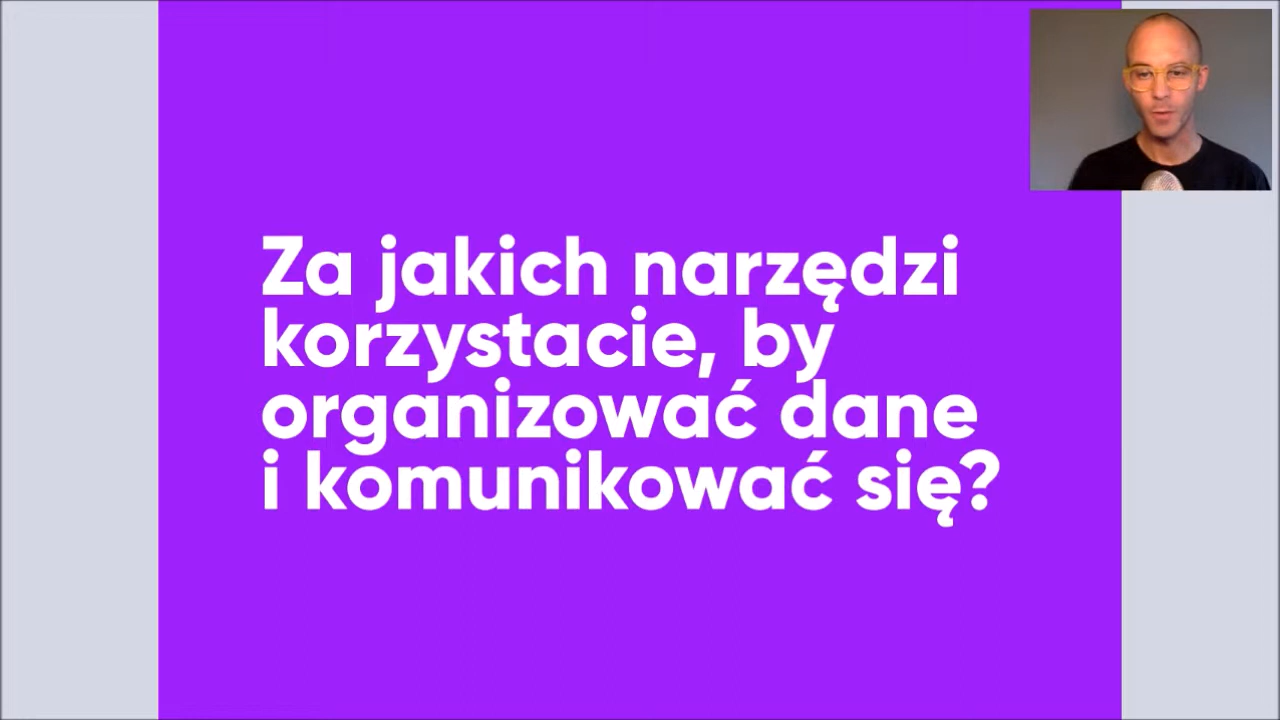 Za jakich narzędzi
korzystacie, by
organizować dane
i komunikować się?